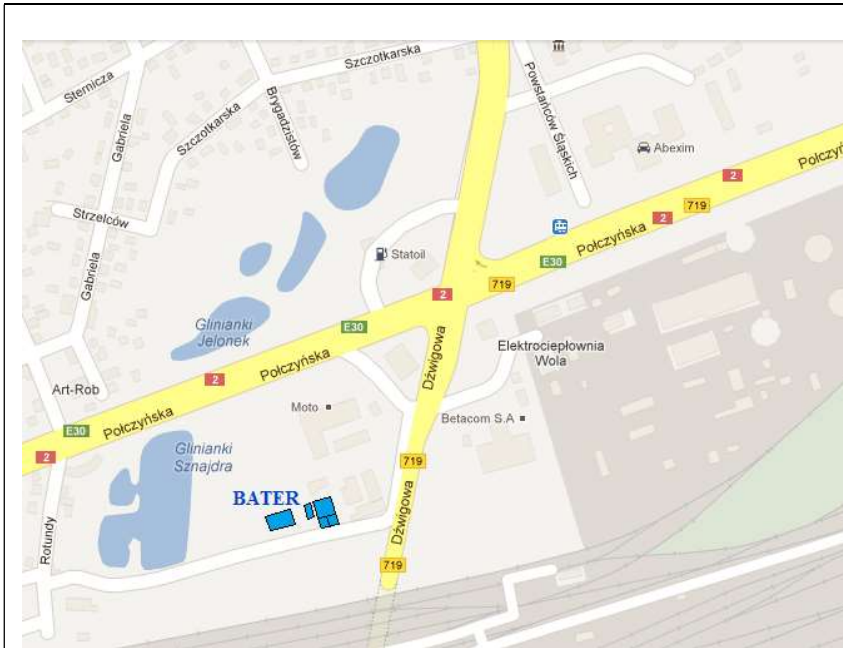 Szczotkarska
Sternicza
Brygadzistów
Powstańców Śląskich
Gabriela
Szczotkarska
Abexim
Połczyń
2
719
2
Strzelców
Połczyńska
Statoil
E30
Gabriela
719
2
Glinianki
Jelonek
E30
Dźwigowa
Elektrociepłownia
Wola
Połczyńska
2
Art-Rob
Moto
Betacom S.A
Połczyńska
E30
Glinianki
Sznajdra
2
719
BATER
Dźwigowa
Rotundy
719